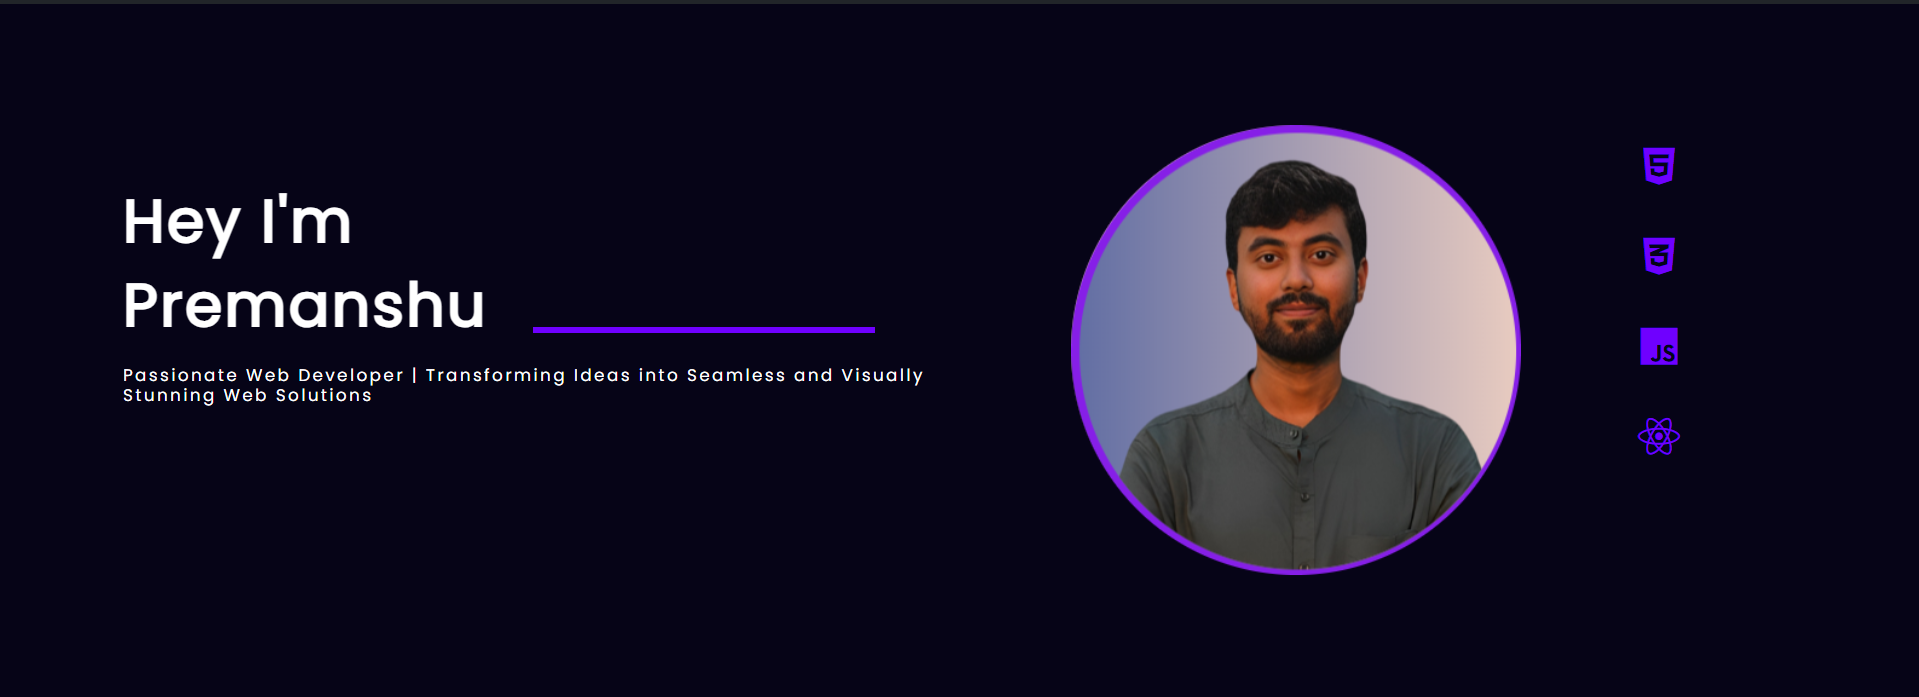 Hey I'm
Premanshu
Passionate Web Developer | Transforming Ideas into Seamless and Visually
Stunning Web Solutions
5
3
JS